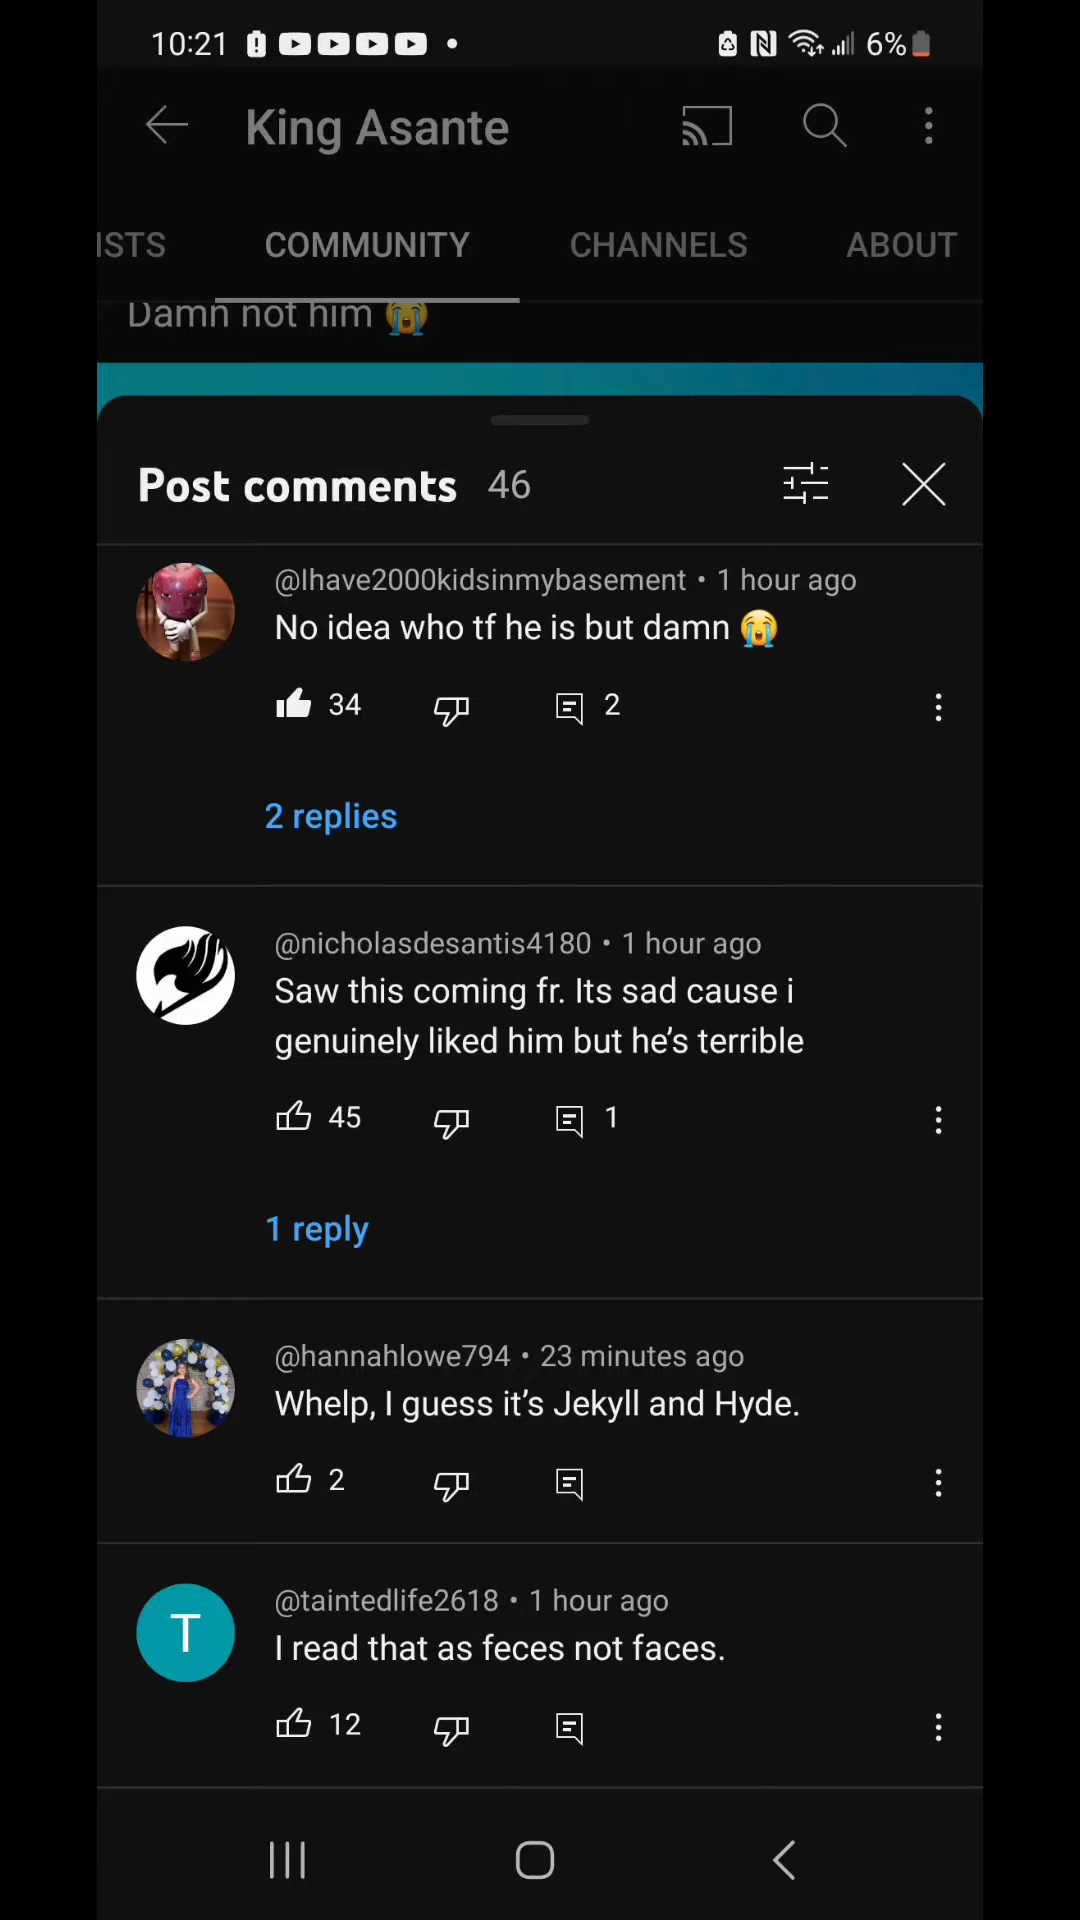 10:21
6%
King Asante
ISTS COMMUNITY CHANNELS ABOUT
Damn not him 😭
Post comments 46
@Ihave2000kidsinmybasement • 1 hour ago
No idea who tf he is but damn 😭
34 2
2 replies
@nicholasdesantis4180 • 1 hour ago
Saw this coming fr. Its sad cause i
genuinely liked him but he’s terrible
45 1
1 reply
@hannahlowe794 • 23 minutes ago
Whelp, I guess it’s Jekyll and Hyde.
2
T
@taintedlife2618 • 1 hour ago
I read that as feces not faces.
12